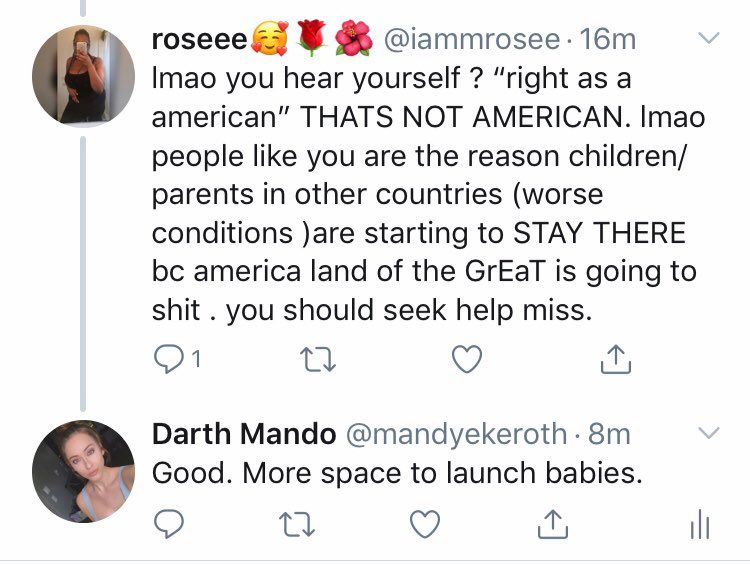 roseee🥰🌹🌺 @iammrosee · 16m
lmao you hear yourself ? “right as a
american” THATS NOT AMERICAN. lmao
people like you are the reason children/
parents in other countries (worse
conditions )are starting to STAY THERE
bc america land of the GrEaT is going to
shit . you should seek help miss.
1
Darth Mando @mandyekeroth · 8m
Good. More space to launch babies.